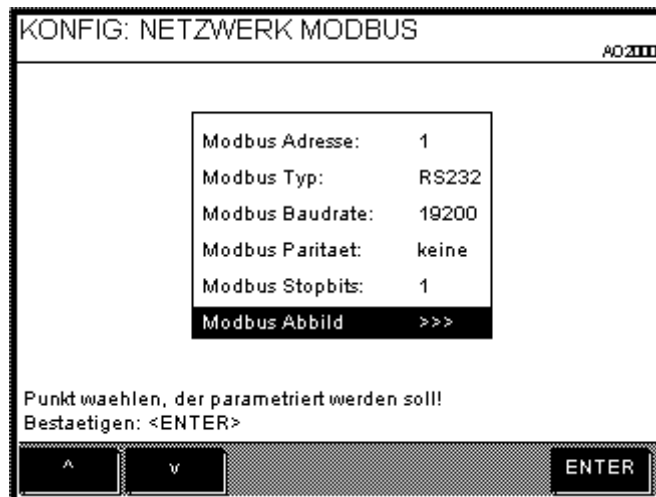 KONFIG: NETZWERK MODBUS
AO2000
Modbus Adresse: 1
Modbus Typ: RS232
Modbus Baudrate: 19200
Modbus Paritaet: keine
Modbus Stopbits: 1
Modbus Abbild >>>
Punkt waehlen, der parametriert werden soll!
Bestaetigen: <ENTER>
^ v ENTER